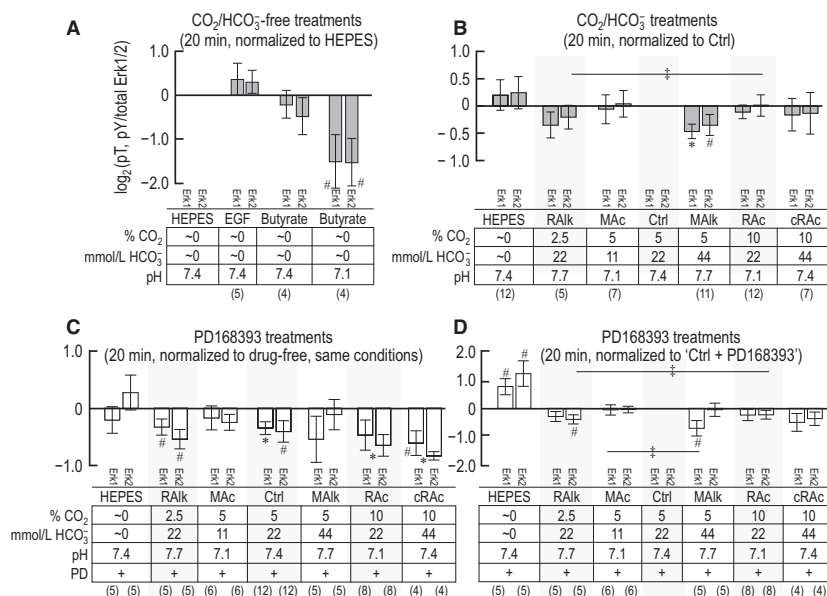 A
CO₂/HCO₃⁻-free treatments
(20 min, normalized to HEPES)
log₂(pT, pY/total Erk1/2)
1.0
0
−1.0
−2.0
# #
Erk1 Erk2 Erk1 Erk2 Erk1 Erk2 Erk1 Erk2
HEPES EGF Butyrate Butyrate
% CO₂ ~0 ~0 ~0 ~0
mmol/L HCO₃⁻ ~0 ~0 ~0 ~0
pH 7.4 7.4 7.4 7.1
(5) (4) (4)
B
CO₂/HCO₃⁻ treatments
(20 min, normalized to Ctrl)
‡
1.0
0.5
0
−0.5
−1.0
* #
Erk1 Erk2 Erk1 Erk2 Erk1 Erk2 Erk1 Erk2 Erk1 Erk2 Erk1 Erk2 Erk1 Erk2
HEPES RAlk MAc Ctrl MAlk RAc cRAc
% CO₂ ~0 2.5 5 5 5 10 10
mmol/L HCO₃⁻ ~0 22 11 22 44 22 44
pH 7.4 7.7 7.1 7.4 7.7 7.1 7.4
(12) (5) (7) (11) (12) (7)
C
PD168393 treatments
(20 min, normalized to drug-free, same conditions)
1.0
0
−1.0
# # * # * # *
Erk1 Erk2 Erk1 Erk2 Erk1 Erk2 Erk1 Erk2 Erk1 Erk2 Erk1 Erk2 Erk1 Erk2
HEPES RAlk MAc Ctrl MAlk RAc cRAc
% CO₂ ~0 2.5 5 5 5 10 10
mmol/L HCO₃⁻ ~0 22 11 22 44 22 44
pH 7.4 7.7 7.1 7.4 7.7 7.1 7.4
PD + + + + + + +
(5) (5) (5) (5) (6) (6) (12) (12) (5) (5) (8) (8) (4) (4)
D
PD168393 treatments
(20 min, normalized to ‘Ctrl + PD168393’)
2.0
1.0
0
−1.0
−2.0
# # ‡
# #
‡
Erk1 Erk2 Erk1 Erk2 Erk1 Erk2 Erk1 Erk2 Erk1 Erk2 Erk1 Erk2 Erk1 Erk2
HEPES RAlk MAc Ctrl MAlk RAc cRAc
~0 2.5 5 5 5 10 10
~0 22 11 22 44 22 44
7.4 7.7 7.1 7.4 7.7 7.1 7.4
+ + + + + + +
(5) (5) (5) (5) (6) (6) (5) (5) (8) (8) (4) (4)